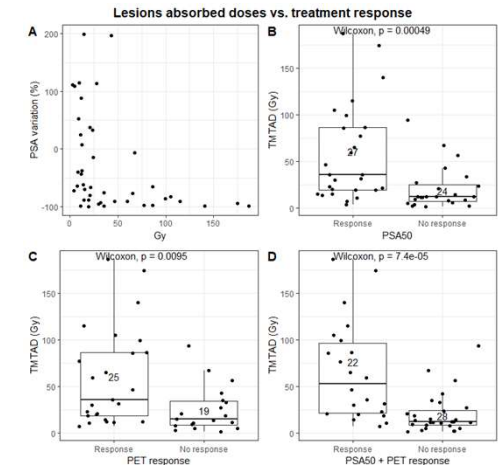 Lesions absorbed doses vs. treatment response
A
PSA variation (%)
200
100
0
-100
0
50
100
150
Gy
B
Wilcoxon, p = 0.00049
TMTAD (Gy)
150
100
50
0
27
24
Response
No response
PSA50
C
Wilcoxon, p = 0.0095
TMTAD (Gy)
150
100
50
0
25
19
Response
No response
PET response
D
Wilcoxon, p = 7.4e-05
TMTAD (Gy)
150
100
50
0
22
28
Response
No response
PSA50 + PET response